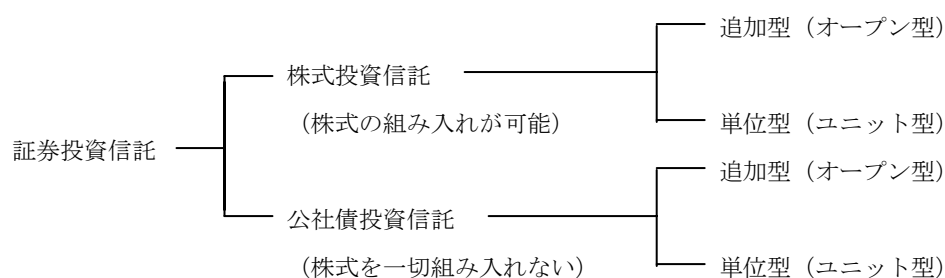 証券投資信託
株式投資信託
(株式の組み入れが可能)
追加型(オープン型)
単位型(ユニット型)
公社債投資信託
(株式を一切組み入れない)
追加型(オープン型)
単位型(ユニット型)